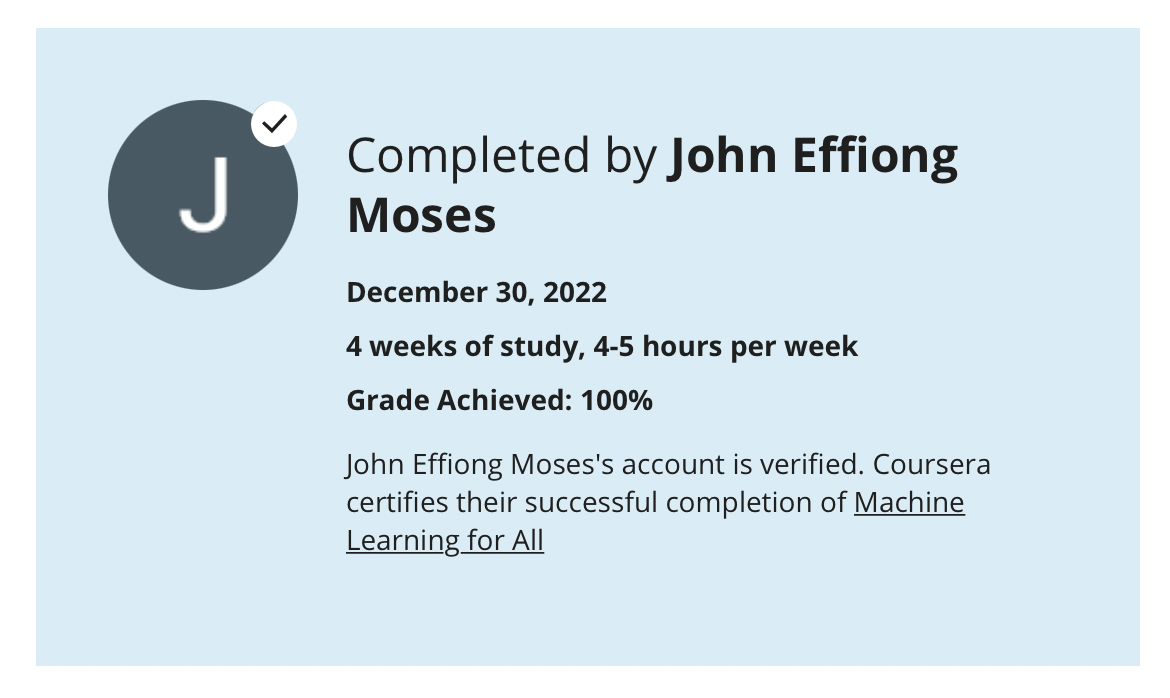 J
Completed by John Effiong
Moses
December 30, 2022
4 weeks of study, 4-5 hours per week
Grade Achieved: 100%
John Effiong Moses's account is verified. Coursera
certifies their successful completion of Machine
Learning for All